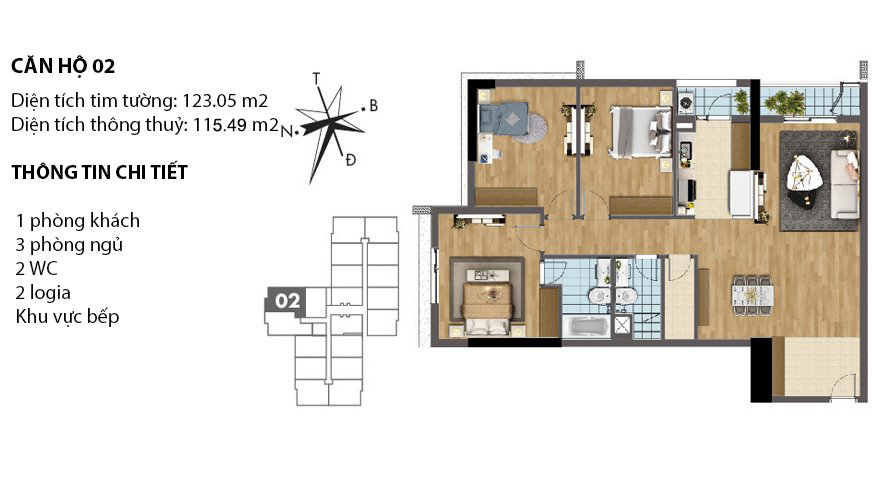 CĂN HỘ 02
Diện tích tim tường: 123.05 m2
Diện tích thông thuỷ: 115.49 m2
T
B
N
Đ
THÔNG TIN CHI TIẾT
1 phòng khách
3 phòng ngủ
2 WC
2 logia
Khu vực bếp
02